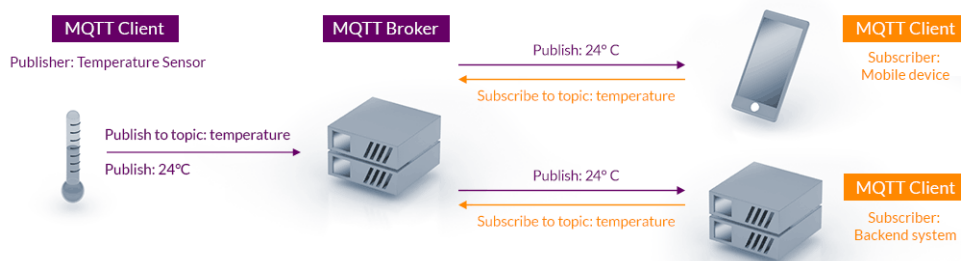 MQTT Client
Publisher: Temperature Sensor
Publish to topic: temperature
Publish: 24°C
MQTT Broker
Publish: 24° C
Subscribe to topic: temperature
MQTT Client
Subscriber:
Mobile device
Publish: 24° C
Subscribe to topic: temperature
MQTT Client
Subscriber:
Backend system